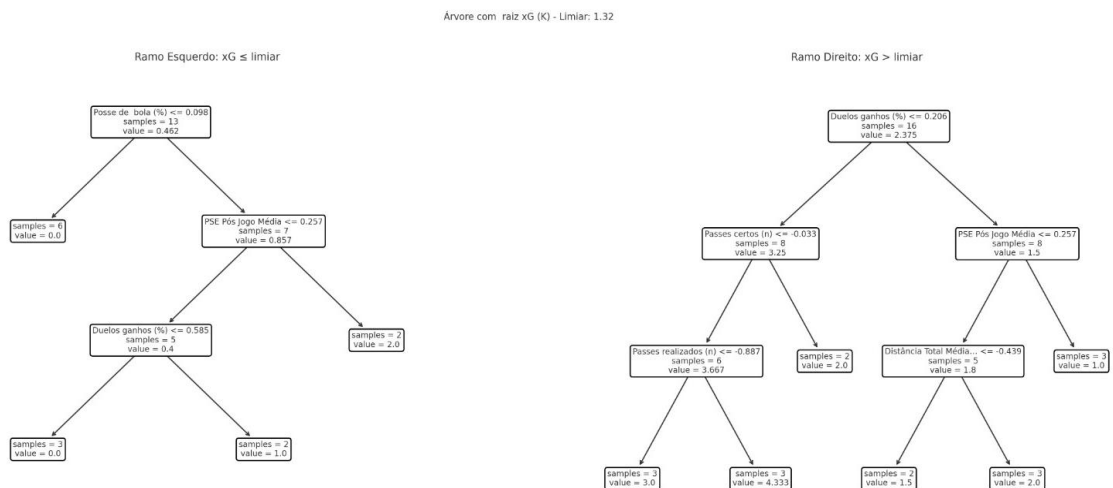 Árvore com raiz xG (K) - Limiar: 1.32
Ramo Esquerdo: xG ≤ limiar
Posse de bola (%) <= 0.098
samples = 13
value = 0.462
samples = 6
value = 0.0
PSE Pós Jogo Média <= 0.257
samples = 7
value = 0.857
Duelos ganhos (%) <= 0.585
samples = 5
value = 0.4
samples = 2
value = 2.0
samples = 3
value = 0.0
samples = 2
value = 1.0
Ramo Direito: xG > limiar
Duelos ganhos (%) <= 0.206
samples = 16
value = 2.375
Passes certos (n) <= -0.033
samples = 8
value = 3.25
PSE Pós Jogo Média <= 0.257
samples = 8
value = 1.5
Passes realizados (n) <= -0.887
samples = 6
value = 3.667
samples = 2
value = 2.0
Distância Total Média... <= -0.439
samples = 5
value = 1.8
samples = 3
value = 1.0
samples = 3
value = 3.0
samples = 3
value = 4.333
samples = 2
value = 1.5
samples = 3
value = 2.0